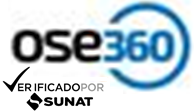 ose360
VERIFICADO POR
SUNAT